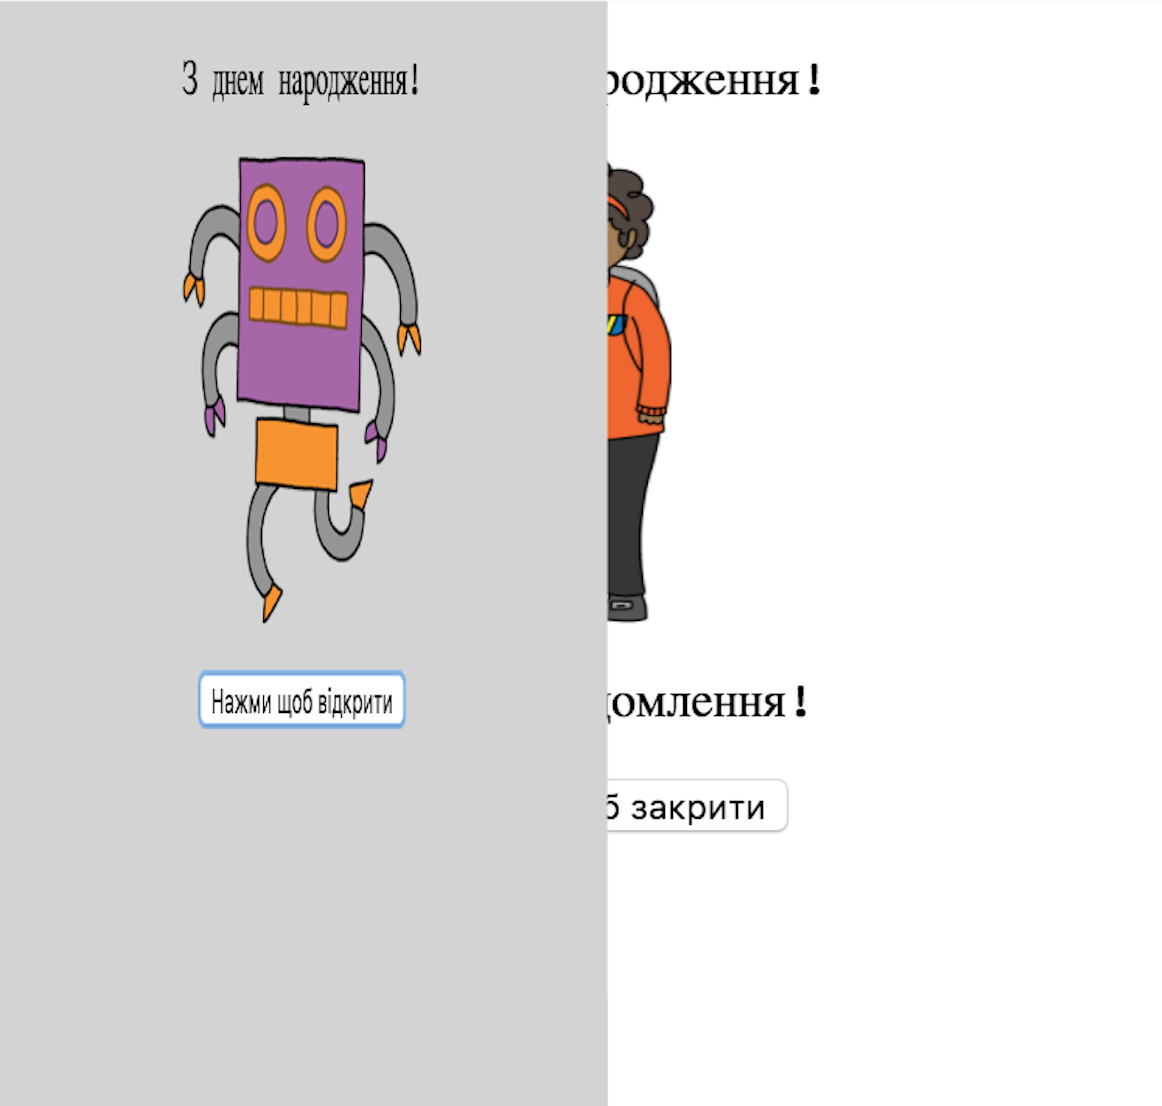 З днем народження!
родження!
Нажми щоб відкрити
домлення!
б закрити